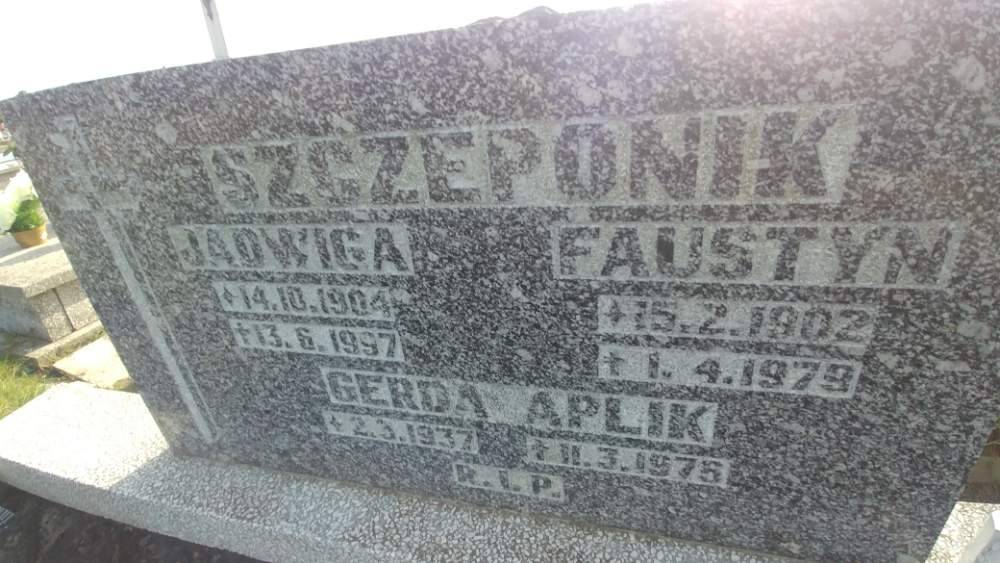 SZCZEPONIK
JADWIGA
*14.10.1904
†13.6.1997
FAUSTYN
*15.2.1902
†1.4.1979
GERDA APLIK
*2.3.1937 †11.3.1975
R.I.P.